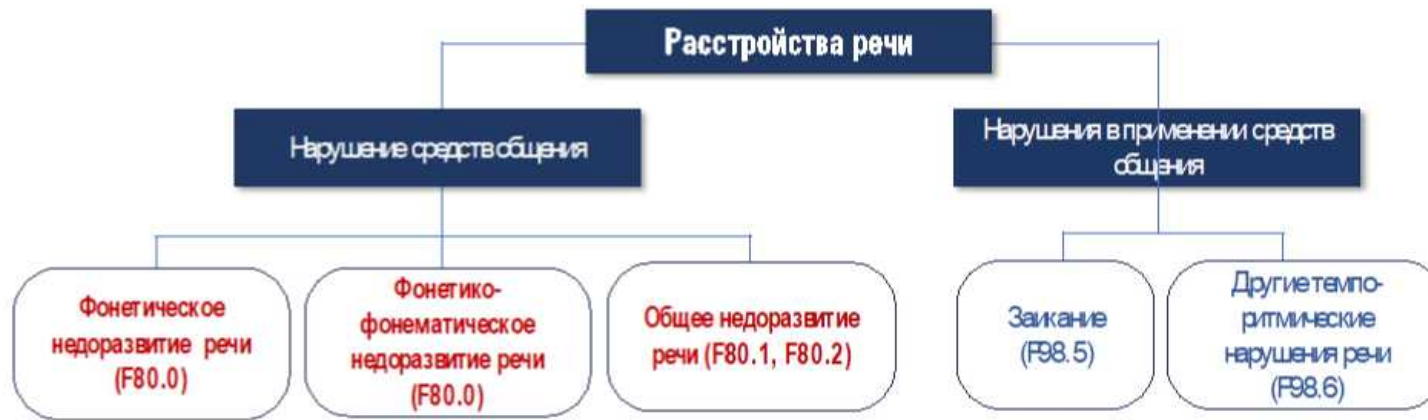 Расстройства речи
Нарушение средств общения
Нарушения в применении средств
общения
Фонетическое
недоразвитие речи
(F80.0)
Фонетико-
фонематическое
недоразвитие речи
(F80.0)
Общее недоразвитие
речи (F80.1, F80.2)
Заикание
(F98.5)
Другие темпо-
ритмические
нарушения речи
(F98.6)